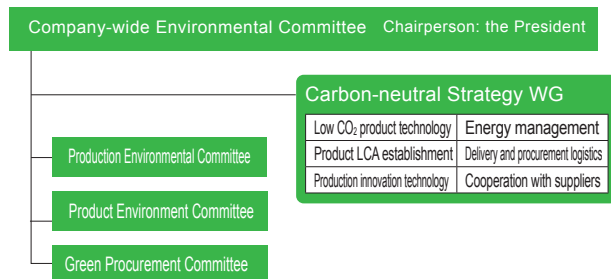 Company-wide Environmental Committee Chairperson: the President
Carbon-neutral Strategy WG
Low CO₂ product technology
Energy management
Product LCA establishment
Delivery and procurement logistics
Production innovation technology
Cooperation with suppliers
Production Environmental Committee
Product Environment Committee
Green Procurement Committee